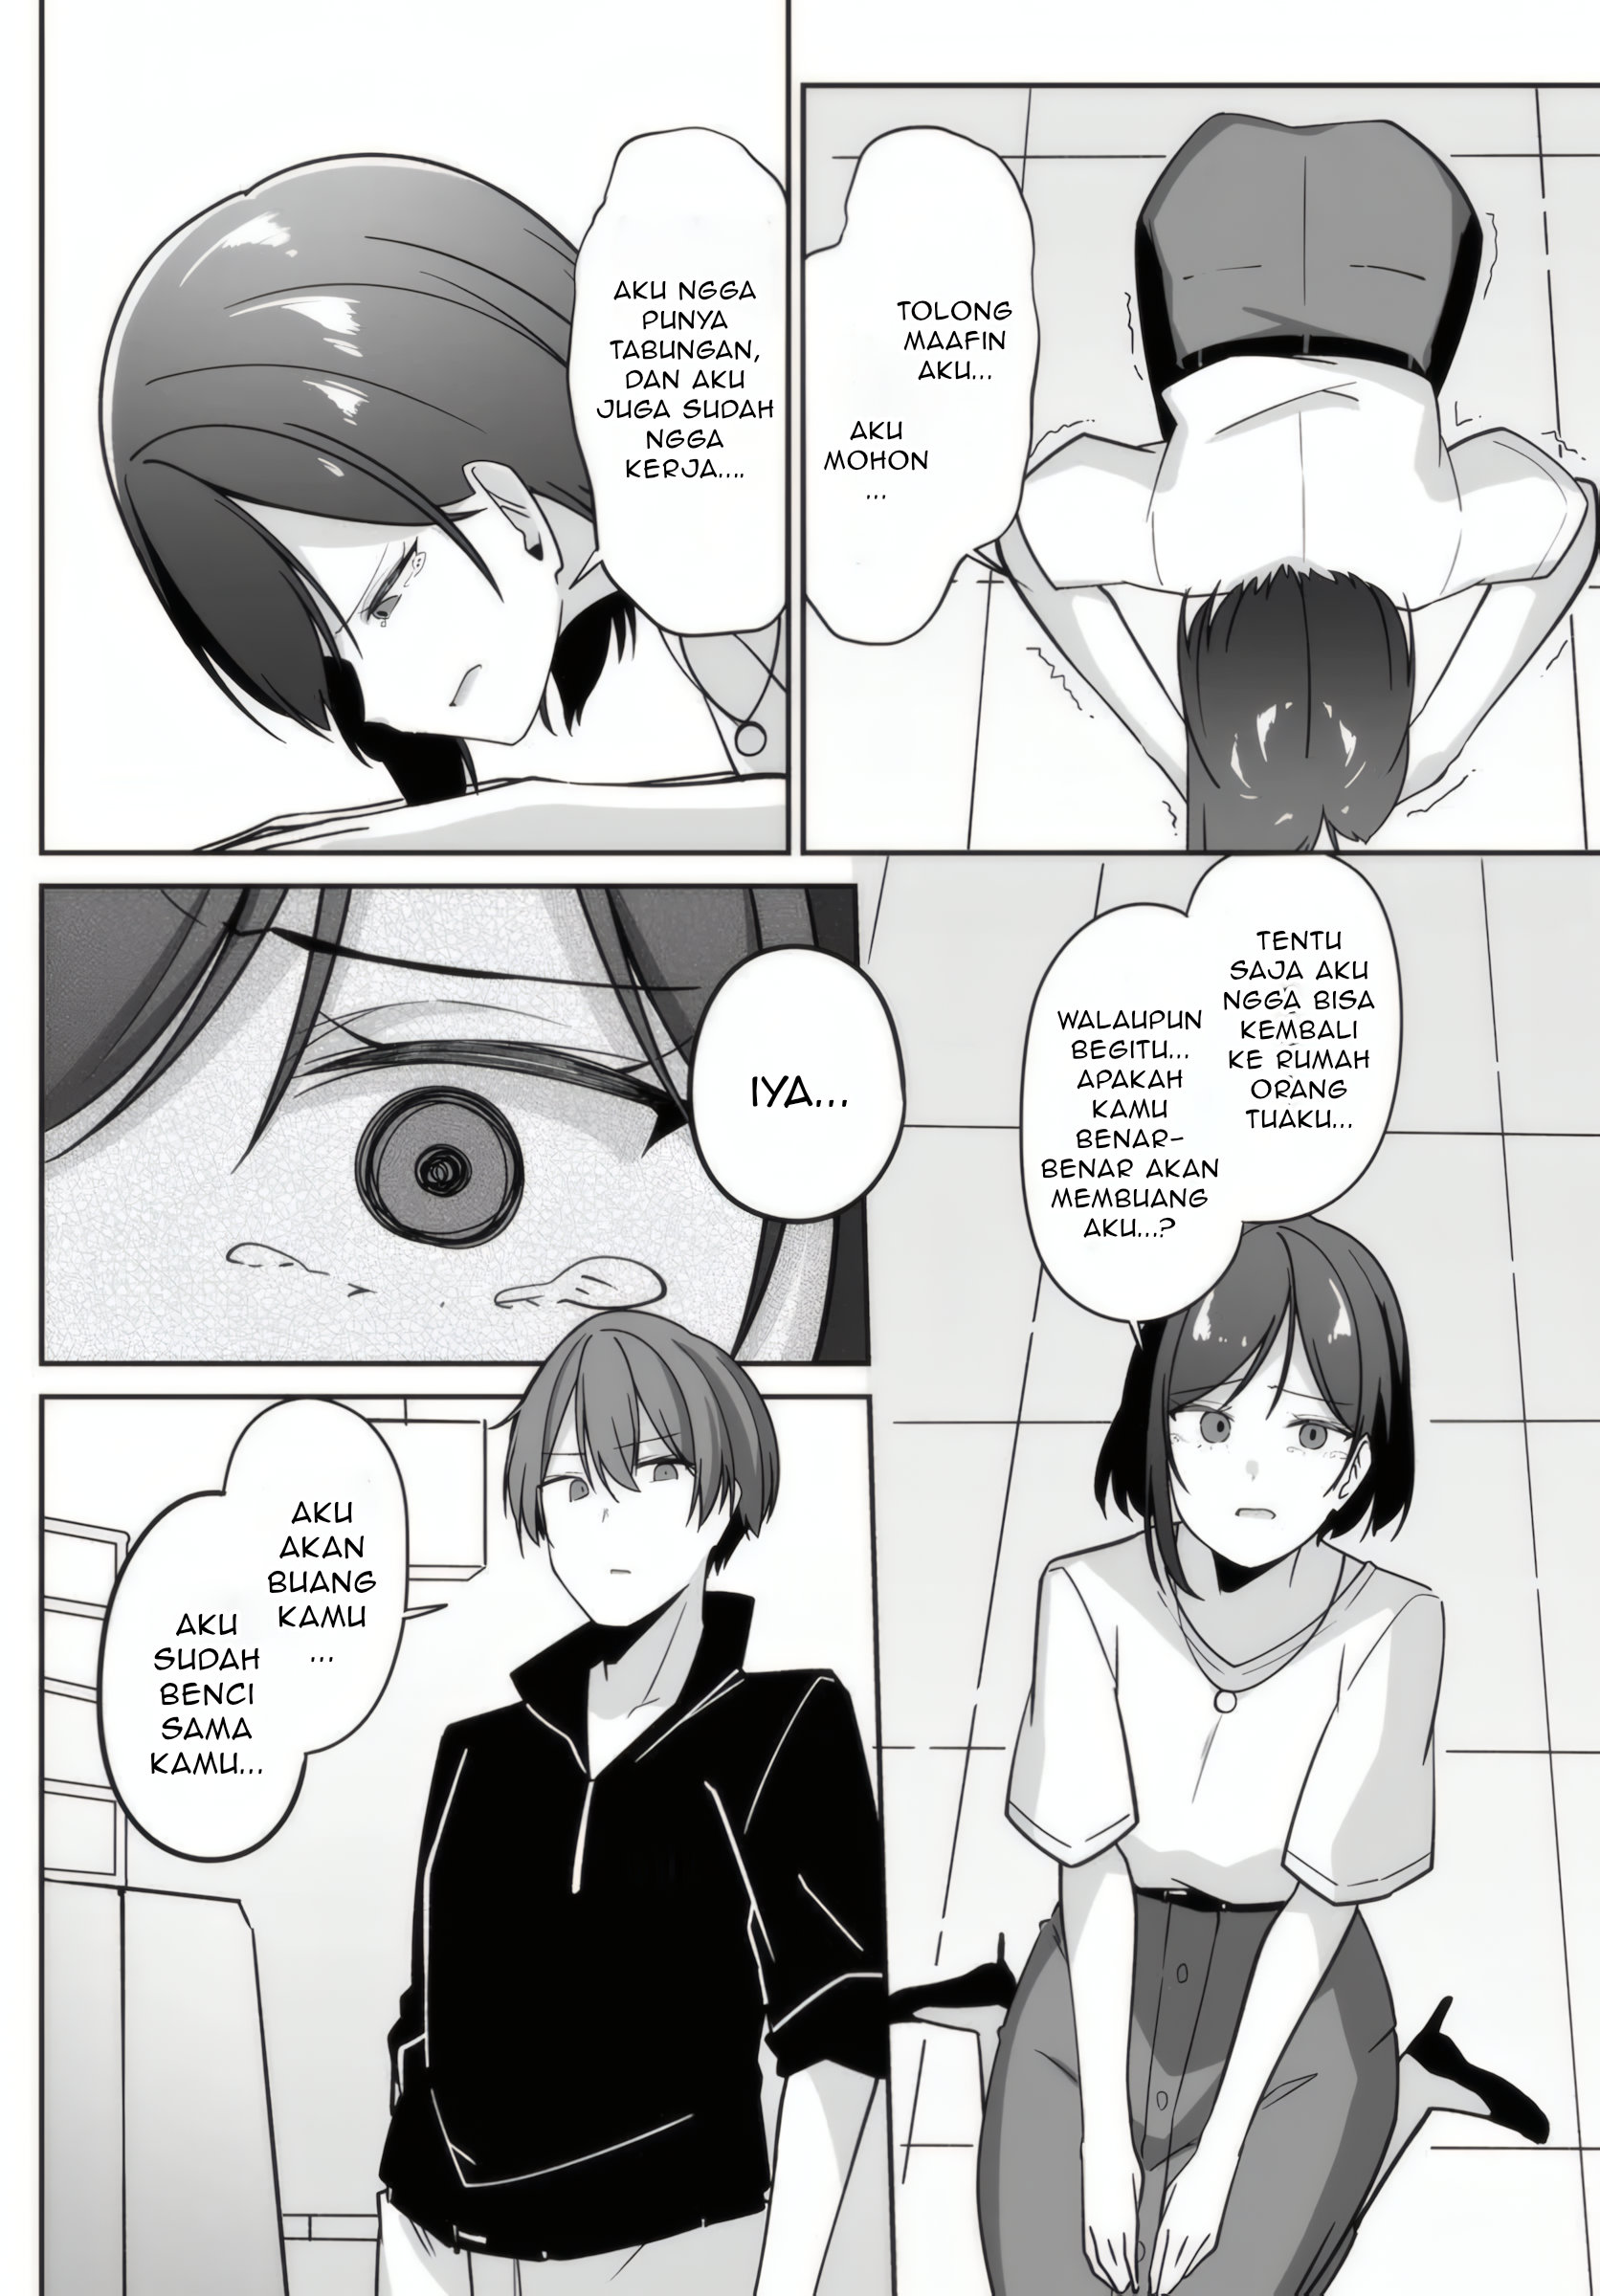 TOLONG
MAAFIN
AKU...
AKU
MOHON
...
AKU NGGA
PUNYA
TABUNGAN,
DAN AKU
JUGA SUDAH
NGGA
KERJA....
TENTU
SAJA AKU
NGGA BISA
KEMBALI
KE RUMAH
ORANG
TUAKU...
WALAUPUN
BEGITU...
APAKAH
KAMU
BENAR-
BENAR AKAN
MEMBUANG
AKU...?
IYA...
AKU
AKAN
BUANG
KAMU
...
AKU
SUDAH
BENCI
SAMA
KAMU...